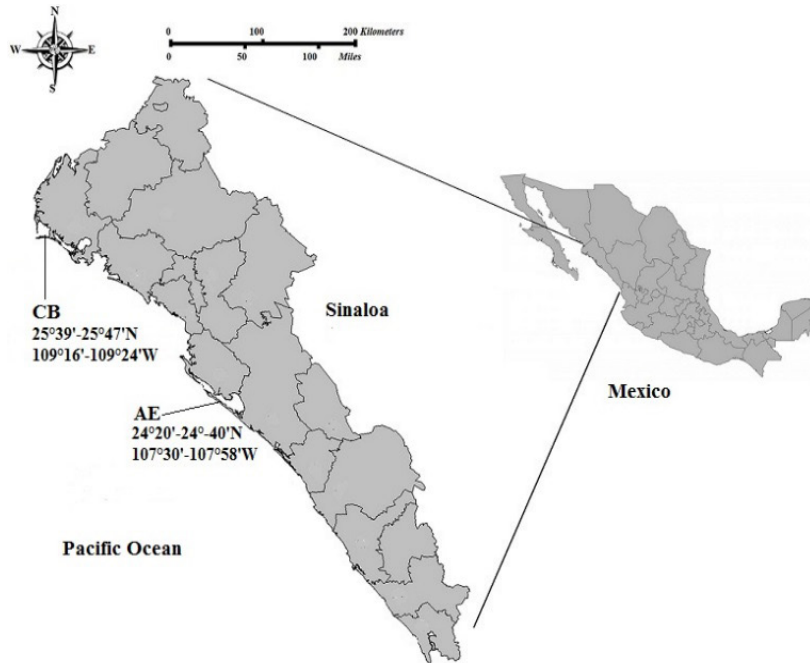 N
W E
S
0 100 200 Kilometers
0 50 100 Miles
CB
25°39'-25°47'N
109°16'-109°24'W
Sinaloa
AE
24°20'-24°-40'N
107°30'-107°58'W
Mexico
Pacific Ocean